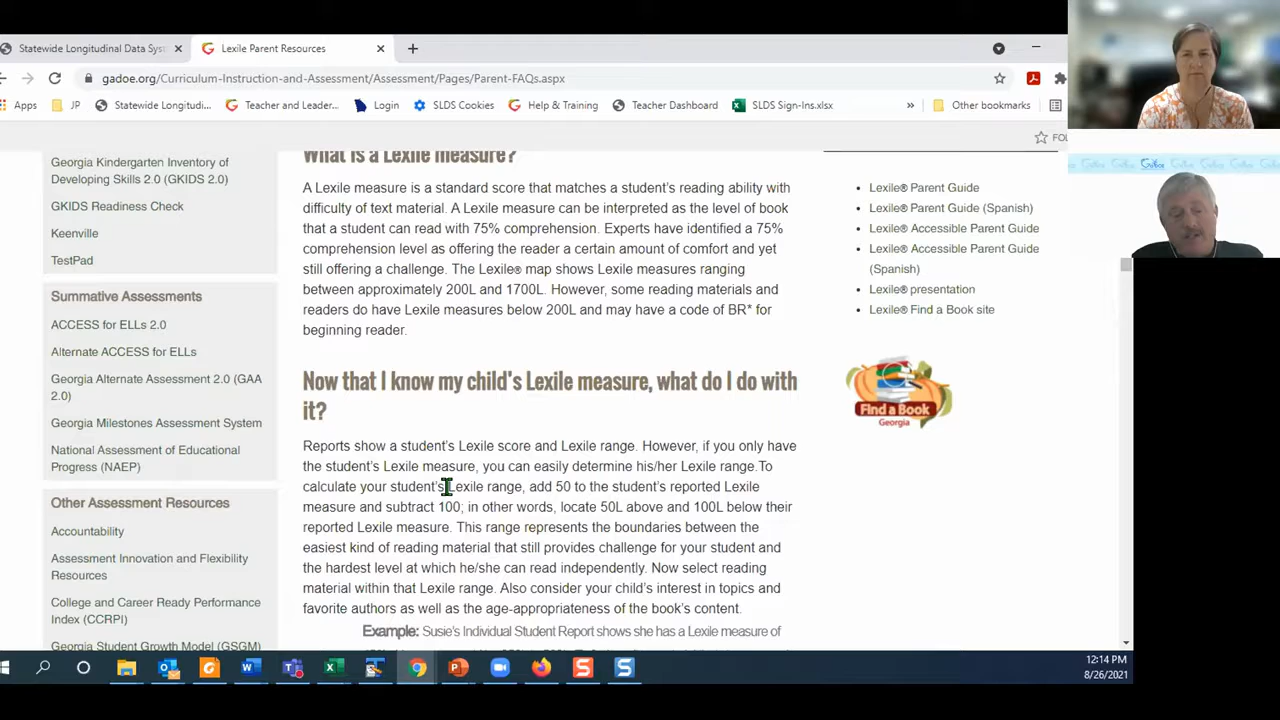 Statewide Longitudinal Data Sys
Lexile Parent Resources
gadoe.org/Curriculum-Instruction-and-Assessment/Assessment/Pages/Parent-FAQs.aspx
Apps
JP
Statewide Longitudi...
Teacher and Leader...
Login
SLDS Cookies
Help & Training
Teacher Dashboard
SLDS Sign-Ins.xlsx
»
Other bookmarks
FOL
Georgia Kindergarten Inventory of
Developing Skills 2.0 (GKIDS 2.0)
GKIDS Readiness Check
Keenville
TestPad
Summative Assessments
ACCESS for ELLs 2.0
Alternate ACCESS for ELLs
Georgia Alternate Assessment 2.0 (GAA
2.0)
Georgia Milestones Assessment System
National Assessment of Educational
Progress (NAEP)
Other Assessment Resources
Accountability
Assessment Innovation and Flexibility
Resources
College and Career Ready Performance
Index (CCRPI)
Georgia Student Growth Model (GSGM)
What is a Lexile measure?
A Lexile measure is a standard score that matches a student's reading ability with
difficulty of text material. A Lexile measure can be interpreted as the level of book
that a student can read with 75% comprehension. Experts have identified a 75%
comprehension level as offering the reader a certain amount of comfort and yet
still offering a challenge. The Lexile® map shows Lexile measures ranging
between approximately 200L and 1700L. However, some reading materials and
readers do have Lexile measures below 200L and may have a code of BR* for
beginning reader.
Now that I know my child's Lexile measure, what do I do with
it?
Reports show a student's Lexile score and Lexile range. However, if you only have
the student's Lexile measure, you can easily determine his/her Lexile range.To
calculate your student's Lexile range, add 50 to the student's reported Lexile
measure and subtract 100; in other words, locate 50L above and 100L below their
reported Lexile measure. This range represents the boundaries between the
easiest kind of reading material that still provides challenge for your student and
the hardest level at which he/she can read independently. Now select reading
material within that Lexile range. Also consider your child's interest in topics and
favorite authors as well as the age-appropriateness of the book's content.
Example: Susie's Individual Student Report shows she has a Lexile measure of
• Lexile® Parent Guide
• Lexile® Parent Guide (Spanish)
• Lexile® Accessible Parent Guide
• Lexile® Accessible Parent Guide
(Spanish)
• Lexile® presentation
• Lexile® Find a Book site
Find a Book
Georgia
12:14 PM
8/26/2021